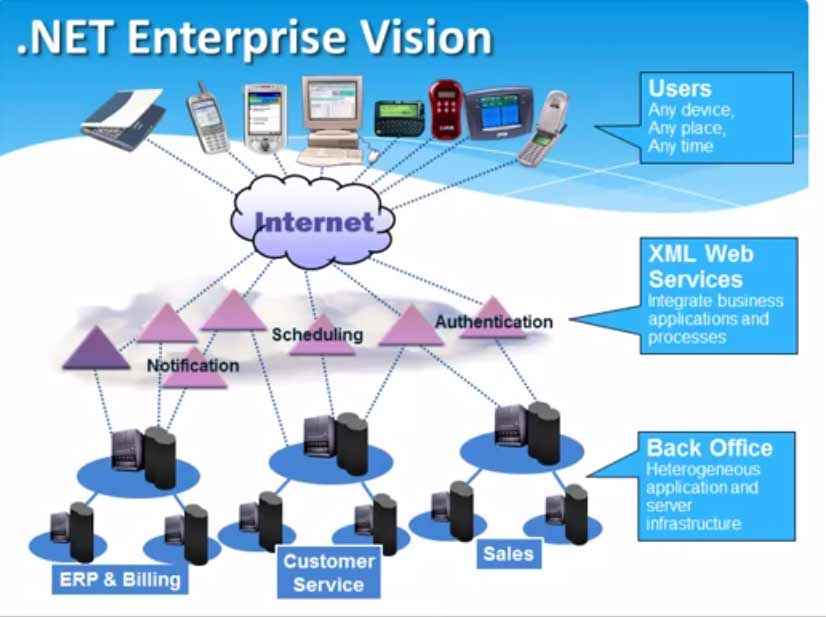 .NET Enterprise Vision
Users
Any device,
Any place,
Any time
Internet
XML Web
Services
Integrate business
applications and
processes
Authentication
Scheduling
Notification
Back Office
Heterogeneous
application and
server
infrastructure
Sales
Customer
Service
ERP & Billing